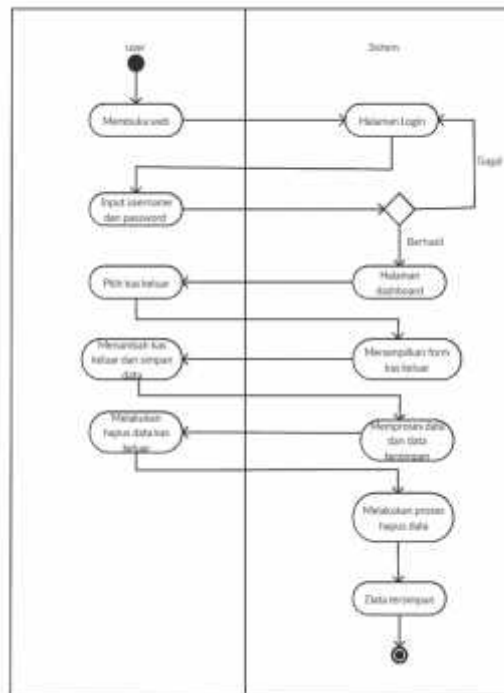 user
Sistem
Membuka web
Halaman Login
Gagal
Input username
dan password
Berhasil
Pilih kas keluar
Halaman
dashboard
Menambah kas
keluar dan simpan
data
Menampilkan form
kas keluar
Melakukan
hapus data kas
keluar
Memproses data
dan data
tersimpan
Melakukan proses
hapus data
Data tersimpan